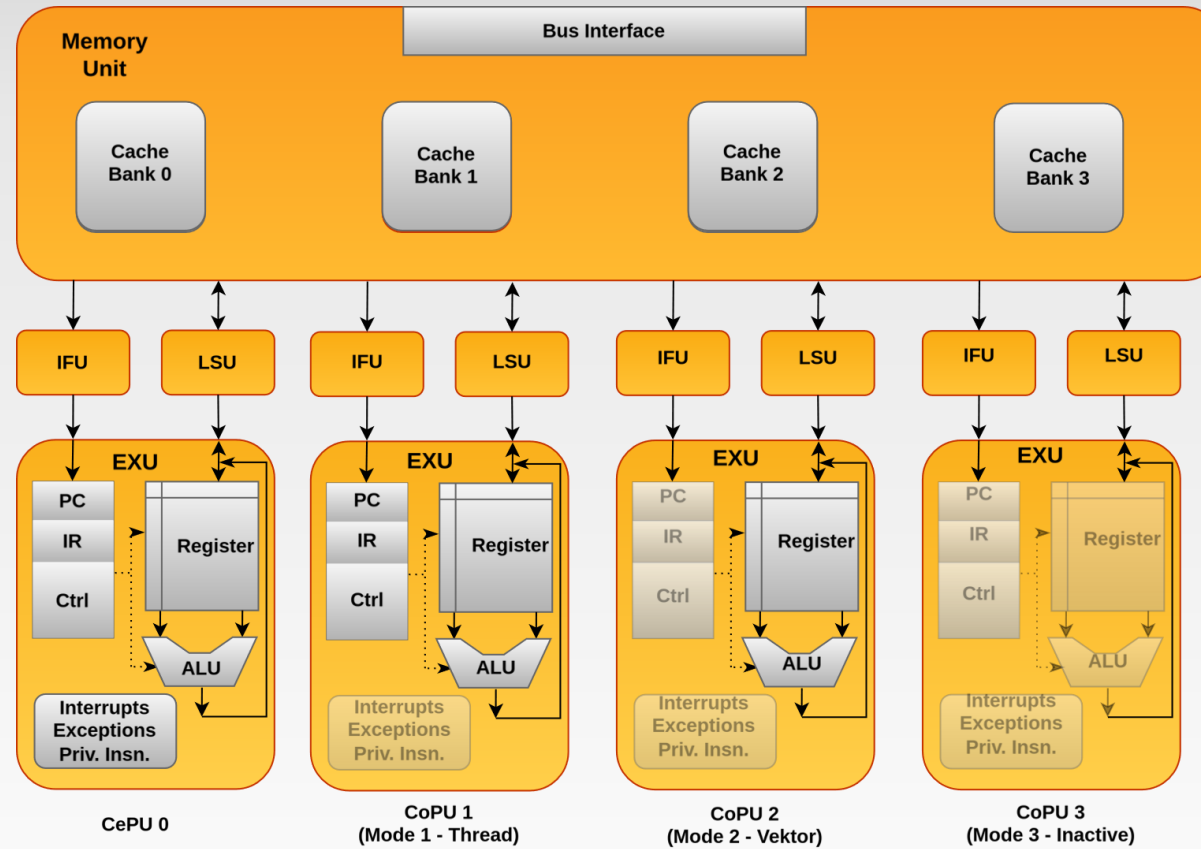 Bus Interface
Memory
Unit
Cache
Bank 0
Cache
Bank 1
Cache
Bank 2
Cache
Bank 3
IFU
LSU
IFU
LSU
IFU
LSU
IFU
LSU
EXU
PC
IR
Ctrl
Register
ALU
Interrupts
Exceptions
Priv. Insn.
EXU
PC
IR
Ctrl
Register
ALU
Interrupts
Exceptions
Priv. Insn.
EXU
PC
IR
Ctrl
Register
ALU
Interrupts
Exceptions
Priv. Insn.
EXU
PC
IR
Ctrl
Register
ALU
Interrupts
Exceptions
Priv. Insn.
CePU 0
CoPU 1
(Mode 1 - Thread)
CoPU 2
(Mode 2 - Vektor)
CoPU 3
(Mode 3 - Inactive)